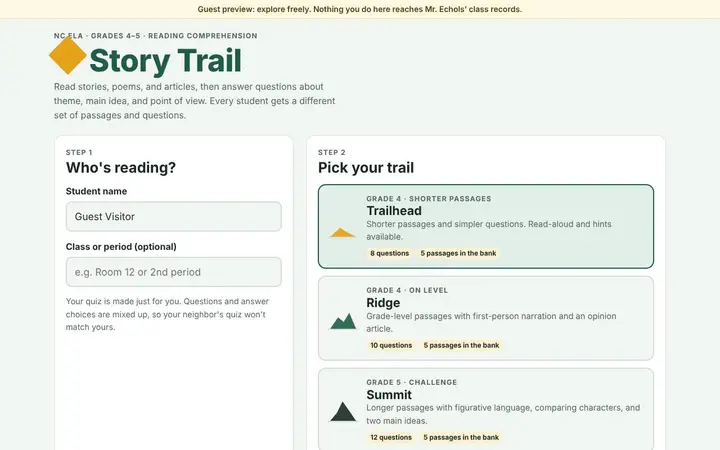 Guest preview: explore freely. Nothing you do here reaches Mr. Echols' class records.
NC ELA · GRADES 4–5 · READING COMPREHENSION
Story Trail
Read stories, poems, and articles, then answer questions about
theme, main idea, and point of view. Every student gets a different
set of passages and questions.
STEP 1
Who's reading?
Student name
Guest Visitor
Class or period (optional)
e.g. Room 12 or 2nd period
Your quiz is made just for you. Questions and answer
choices are mixed up, so your neighbor's quiz won't
match yours.
STEP 2
Pick your trail
GRADE 4 · SHORTER PASSAGES
Trailhead
Shorter passages and simpler questions. Read-aloud and hints
available.
8 questions 5 passages in the bank
GRADE 4 · ON LEVEL
Ridge
Grade-level passages with first-person narration and an opinion
article.
10 questions 5 passages in the bank
GRADE 5 · CHALLENGE
Summit
Longer passages with figurative language, comparing characters, and
two main ideas.
12 questions 5 passages in the bank